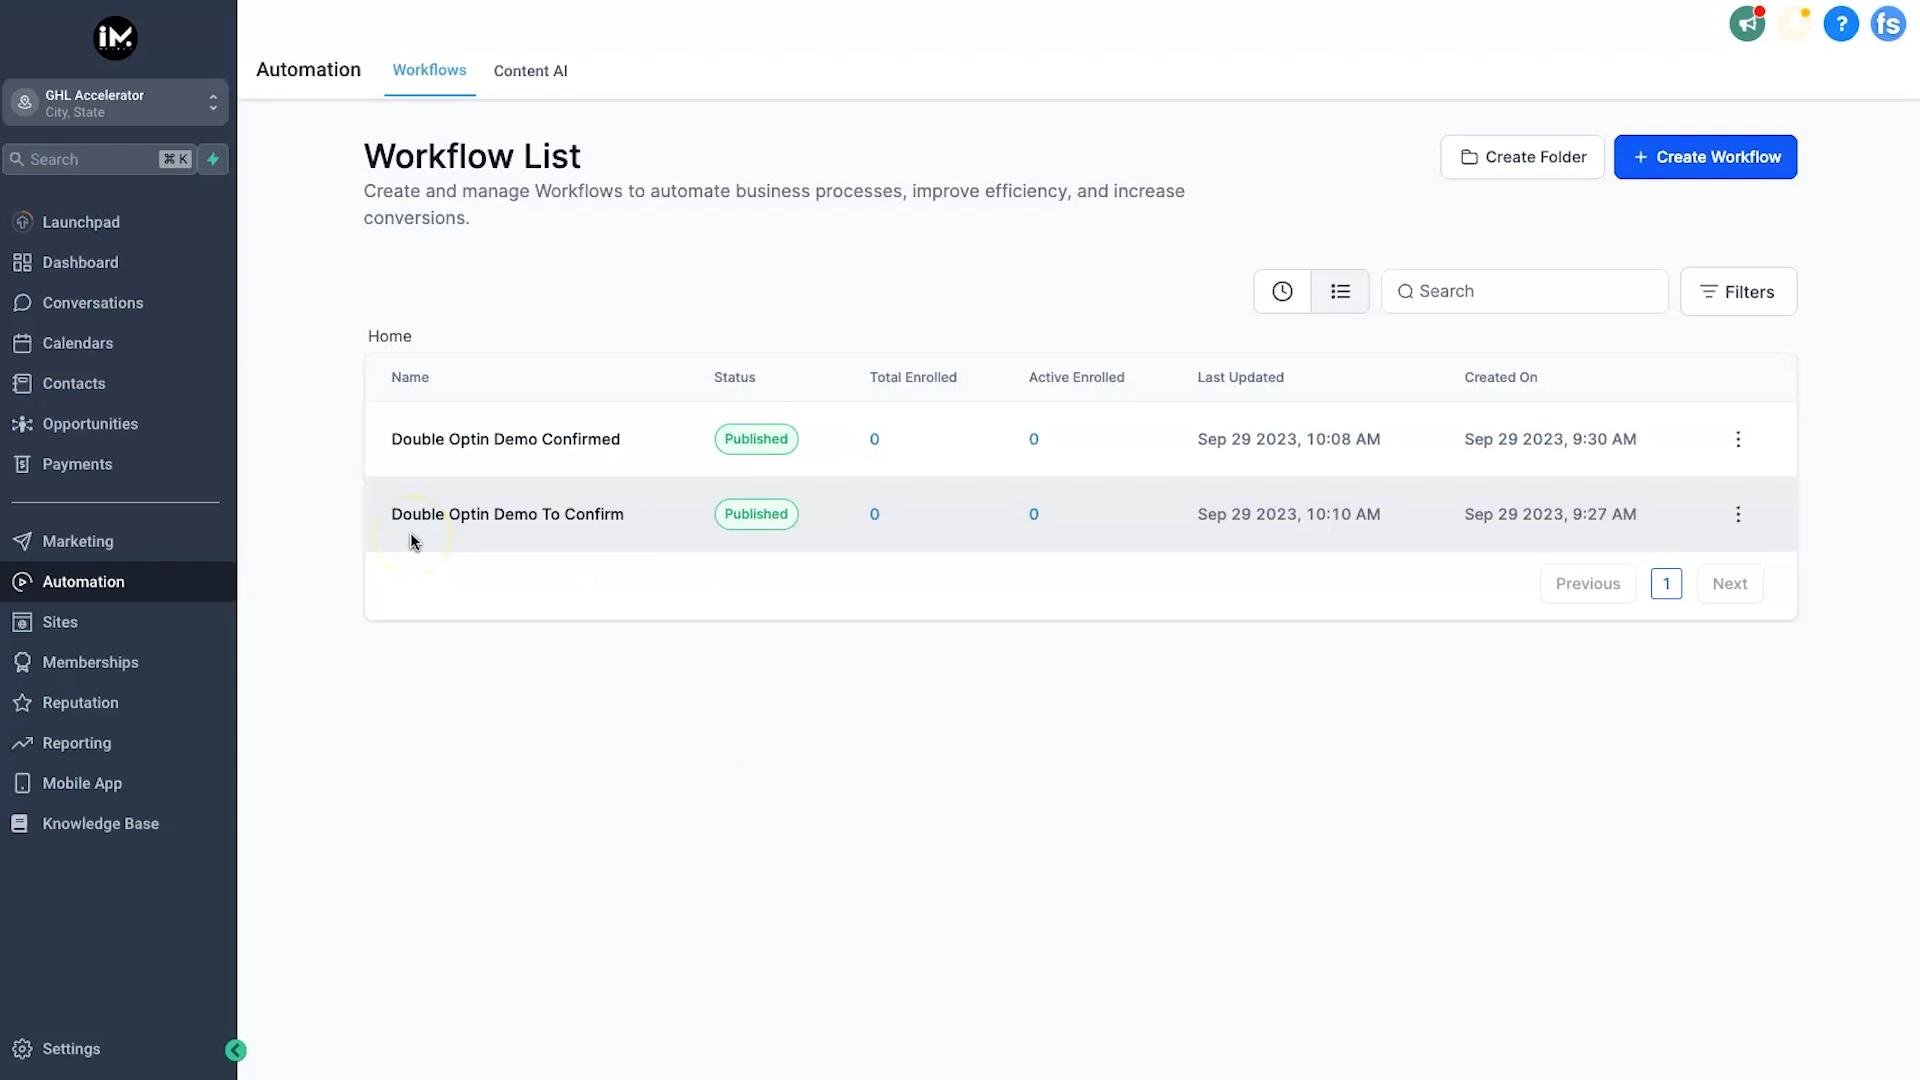 iM.
GHL Accelerator
City, State
Search ⌘ K
Launchpad
Dashboard
Conversations
Calendars
Contacts
Opportunities
Payments
Marketing
Automation
Sites
Memberships
Reputation
Reporting
Mobile App
Knowledge Base
Settings
Automation Workflows Content AI
? fs
Workflow List
Create and manage Workflows to automate business processes, improve efficiency, and increase
conversions.
Create Folder + Create Workflow
Search Filters
Home
Name Status Total Enrolled Active Enrolled Last Updated Created On
Double Optin Demo Confirmed Published 0 0 Sep 29 2023, 10:08 AM Sep 29 2023, 9:30 AM
Double Optin Demo To Confirm Published 0 0 Sep 29 2023, 10:10 AM Sep 29 2023, 9:27 AM
Previous 1 Next